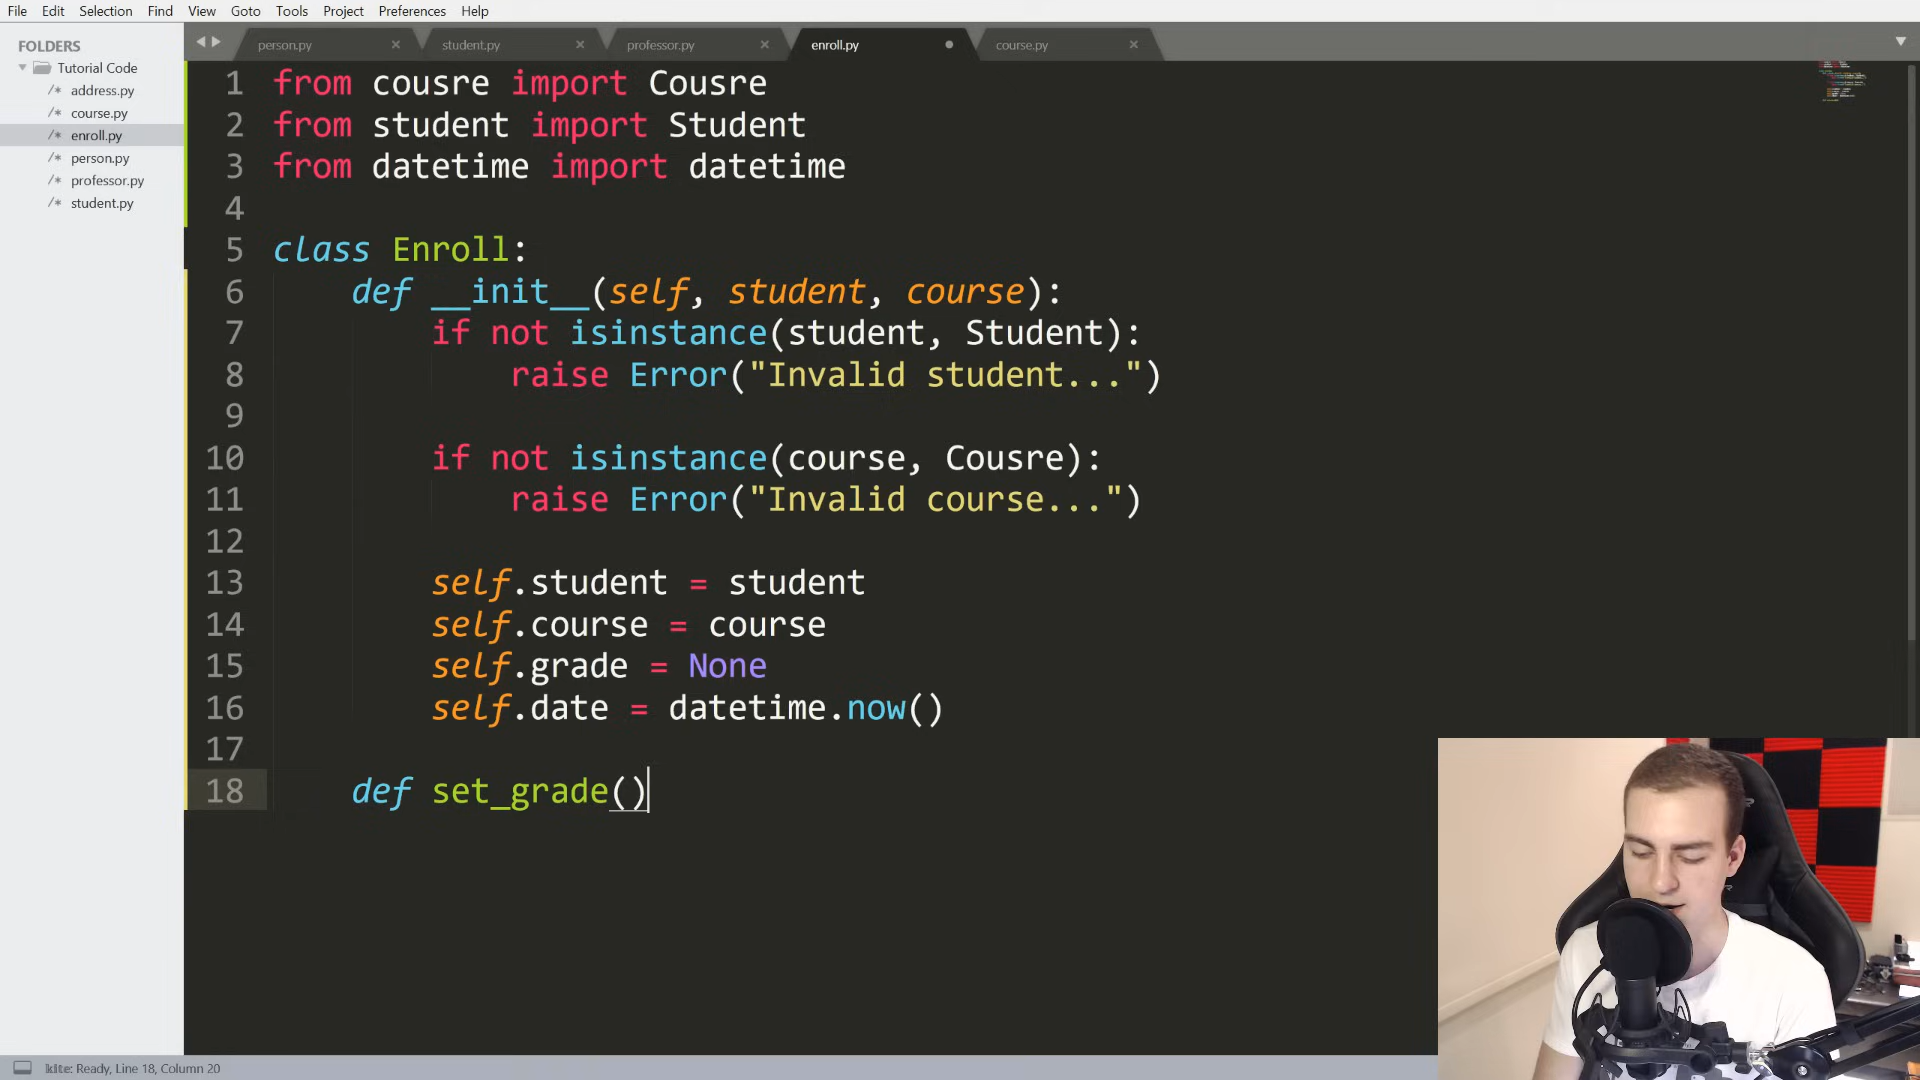 File Edit Selection Find View Goto Tools Project Preferences Help
FOLDERS
Tutorial Code
/* address.py
/* course.py
/* enroll.py
/* person.py
/* professor.py
/* student.py
person.py × student.py × professor.py × enroll.py course.py ×
1 from cousre import Cousre
2 from student import Student
3 from datetime import datetime
4
5 class Enroll:
6 def __init__(self, student, course):
7 if not isinstance(student, Student):
8 raise Error("Invalid student...")
9
10 if not isinstance(course, Cousre):
11 raise Error("Invalid course...")
12
13 self.student = student
14 self.course = course
15 self.grade = None
16 self.date = datetime.now()
17
18 def set_grade()
kite: Ready, Line 18, Column 20